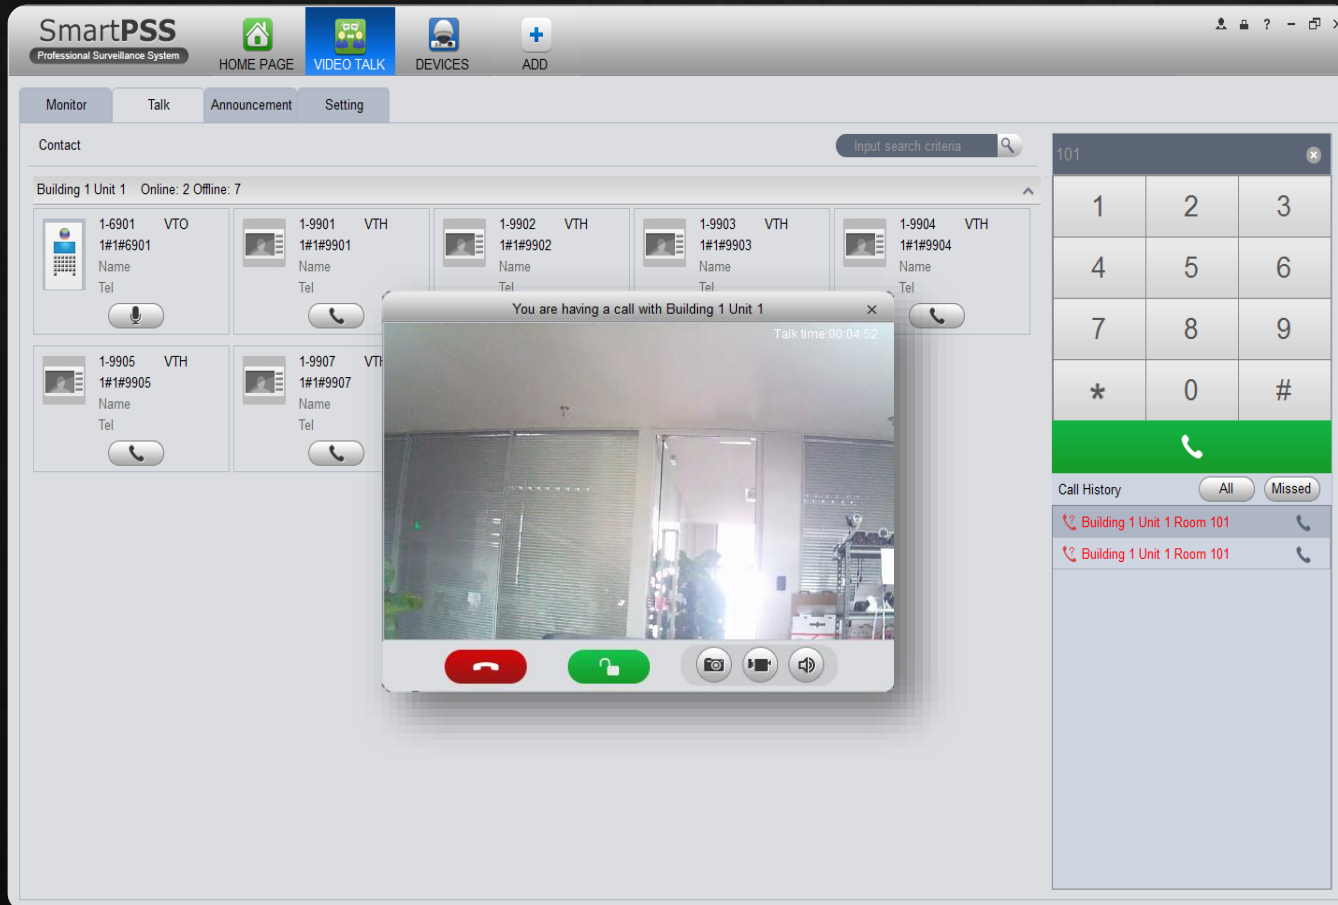 SmartPSS
Professional Surveillance System
HOME PAGE
VIDEO TALK
DEVICES
ADD
Monitor
Talk
Announcement
Setting
Contact
Input search criteria
Building 1 Unit 1 Online: 2 Offline: 7
1-6901 VTO
1#1#6901
Name
Tel
1-9901 VTH
1#1#9901
Name
Tel
1-9902 VTH
1#1#9902
Name
Tel
1-9903 VTH
1#1#9903
Name
Tel
1-9904 VTH
1#1#9904
Name
Tel
1-9905 VTH
1#1#9905
Name
Tel
1-9907 VTH
1#1#9907
Name
Tel
You are having a call with Building 1 Unit 1
Talk time:00:04:52
101
1 2 3
4 5 6
7 8 9
* 0 #
Call History All Missed
Building 1 Unit 1 Room 101
Building 1 Unit 1 Room 101